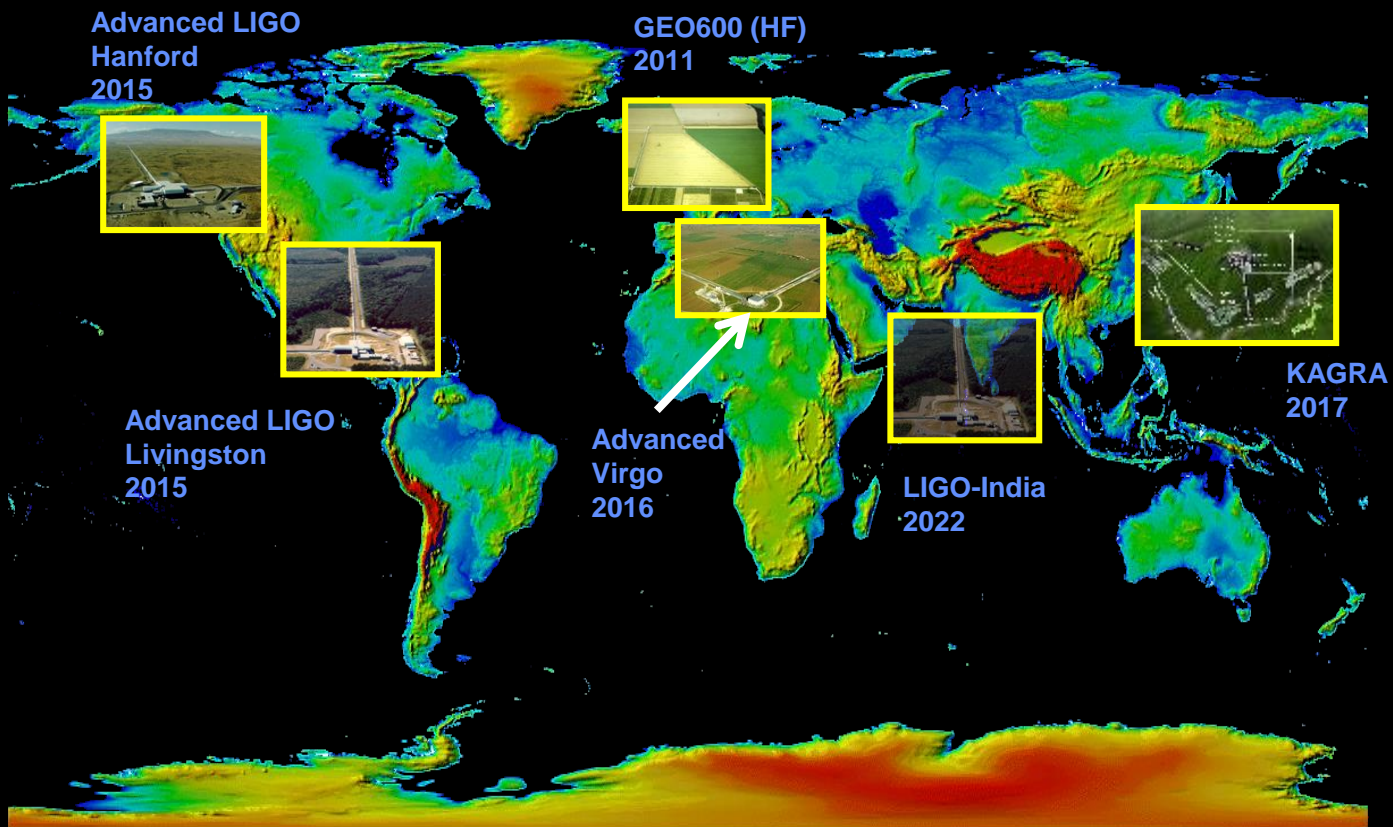 Advanced LIGO
Hanford
2015
GEO600 (HF)
2011
KAGRA
2017
Advanced LIGO
Livingston
2015
Advanced
Virgo
2016
LIGO-India
2022